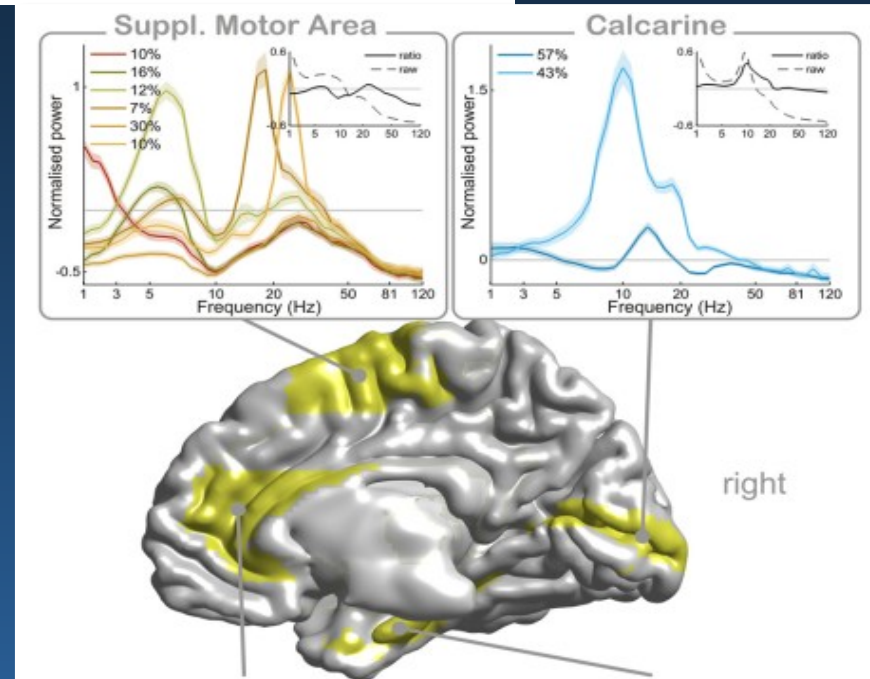 Suppl. Motor Area
Normalised power
1
-0.5
10%
16%
12%
7%
30%
10%
0.6
-0.6
ratio
raw
1 5 10 20 50 120
1 3 5 10 20 50 81 120
Frequency (Hz)
Calcarine
Normalised power
1.5
0
57%
43%
0.6
-0.6
ratio
raw
1 5 10 20 50 120
1 3 5 10 20 50 81 120
Frequency (Hz)
right